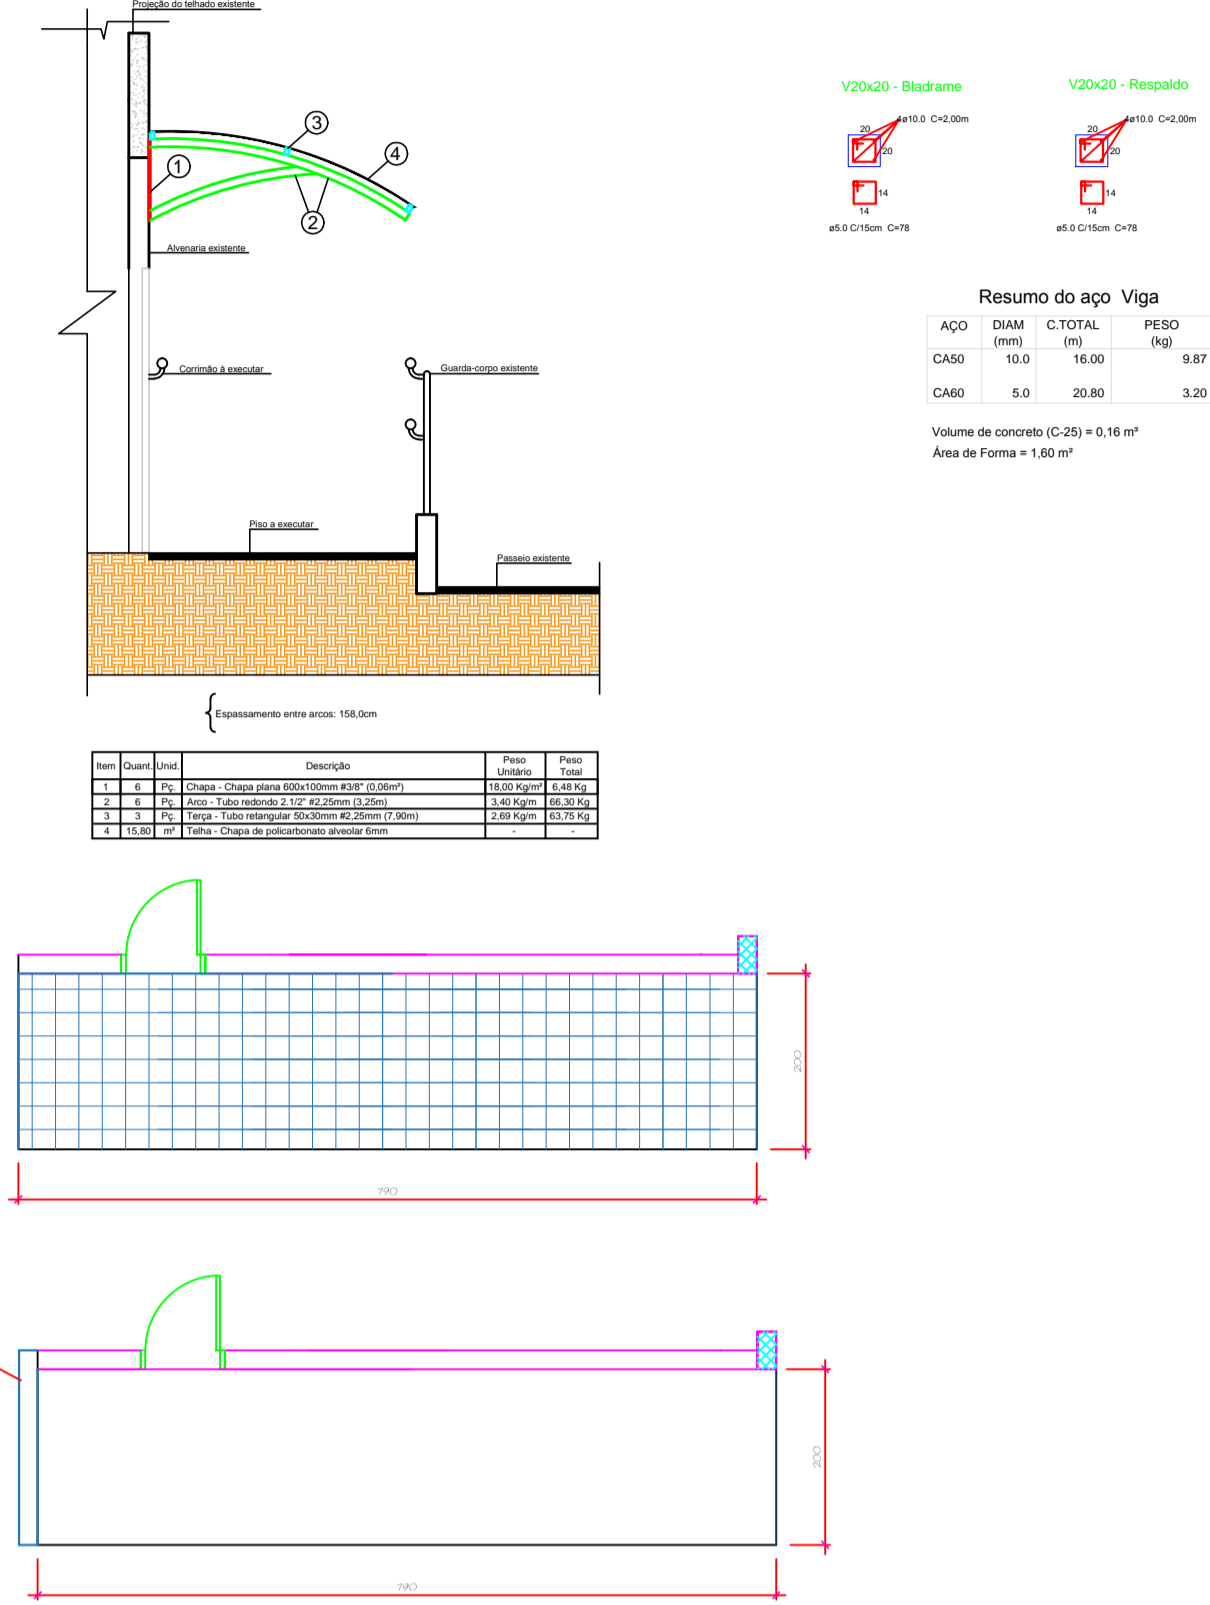 Projeção do telhado existente
3
4
1
2
Alvenaria existente
Corrimão à executar
Guarda-corpo existente
Piso a executar
Passeio existente
Espassamento entre arcos: 158,0cm
V20x20 - Bladrame
4ø10.0 C=2,00m
20
20
14
14
ø5.0 C/15cm C=78
V20x20 - Respaldo
4ø10.0 C=2,00m
20
20
14
14
ø5.0 C/15cm C=78
Resumo do aço Viga
AÇO DIAM (mm) C.TOTAL (m) PESO (kg)
CA50 10.0 16.00 9.87
CA60 5.0 20.80 3.20
Volume de concreto (C-25) = 0,16 m³
Área de Forma = 1,60 m²
Item Quant. Unid. Descrição Peso Unitário Peso Total
1 6 Pç. Chapa - Chapa plana 600x100mm #3/8" (0,06m²) 18,00 Kg/m² 6,48 Kg
2 6 Pç. Arco - Tubo redondo 2.1/2" #2,25mm (3,25m) 3,40 Kg/m 66,30 Kg
3 3 Pç. Terça - Tubo retangular 50x30mm #2,25mm (7,90m) 2,69 Kg/m 63,75 Kg
4 15,80 m² Telha - Chapa de policarbonato alveolar 6mm - -
200
790
200
790